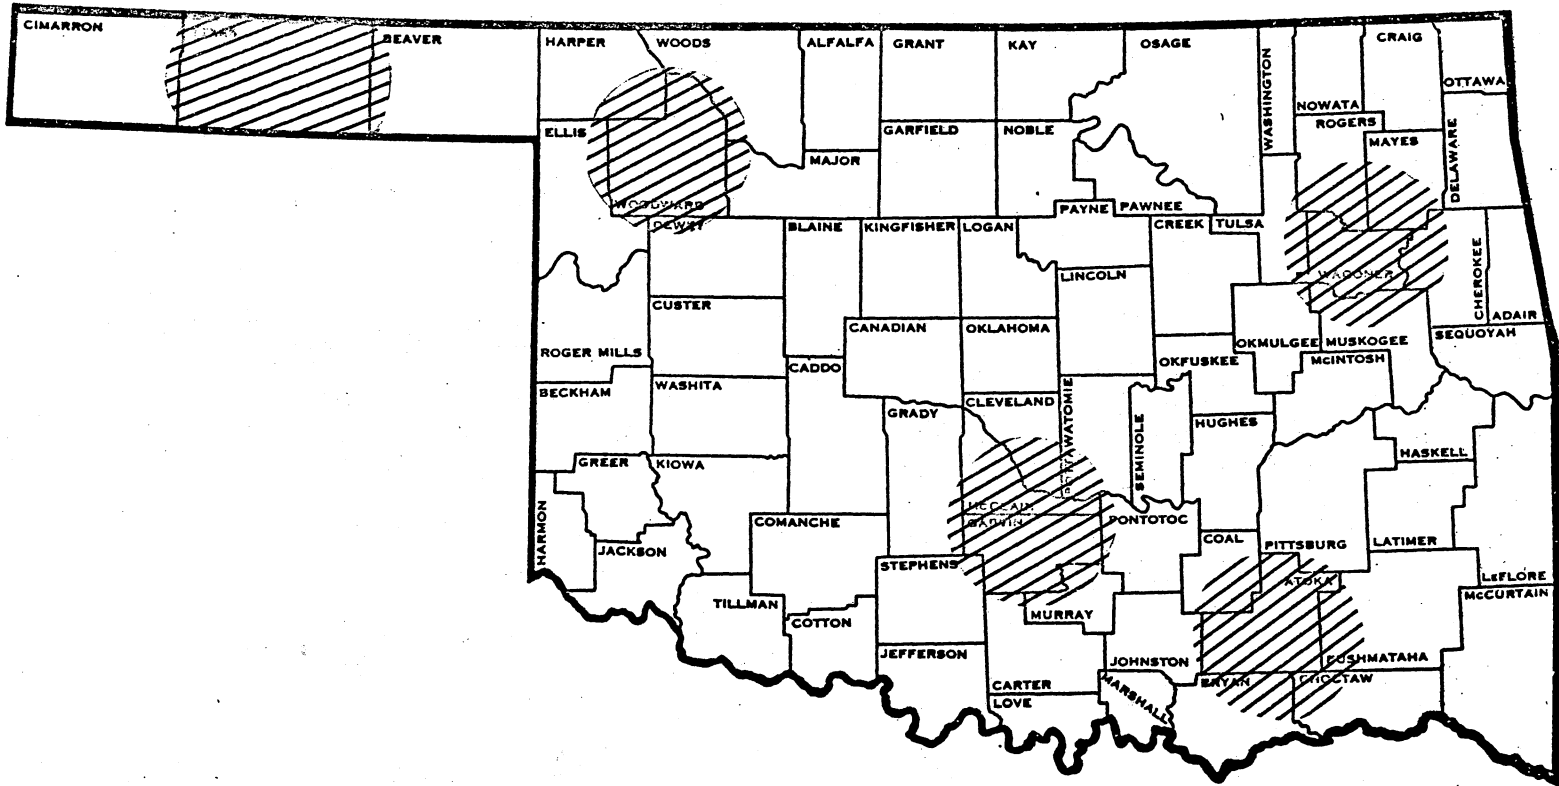 CIMARRON
TEXAS
BEAVER
HARPER
WOODS
ALFALFA
GRANT
KAY
OSAGE
WASHINGTON
NOWATA
CRAIG
OTTAWA
ROGERS
MAYES
DELAWARE
ELLIS
WOODWARD
MAJOR
GARFIELD
NOBLE
PAYNE
PAWNEE
DEWEY
BLAINE
KINGFISHER
LOGAN
CREEK
TULSA
LINCOLN
WAGONER
CHEROKEE
ADAIR
CUSTER
CANADIAN
OKLAHOMA
OKMULGEE
MUSKOGEE
SEQUOYAH
ROGER MILLS
CADDO
OKFUSKEE
McINTOSH
BECKHAM
WASHITA
GRADY
CLEVELAND
POTTAWATOMIE
SEMINOLE
HUGHES
HASKELL
GREER
KIOWA
HARMON
JACKSON
COMANCHE
McCLAIN
GARVIN
PONTOTOC
COAL
PITTSBURG
LATIMER
STEPHENS
ATOKA
LeFLORE
McCURTAIN
TILLMAN
COTTON
MURRAY
JEFFERSON
JOHNSTON
PUSHMATAHA
CARTER
LOVE
MARSHALL
BRYAN
CHOCTAW